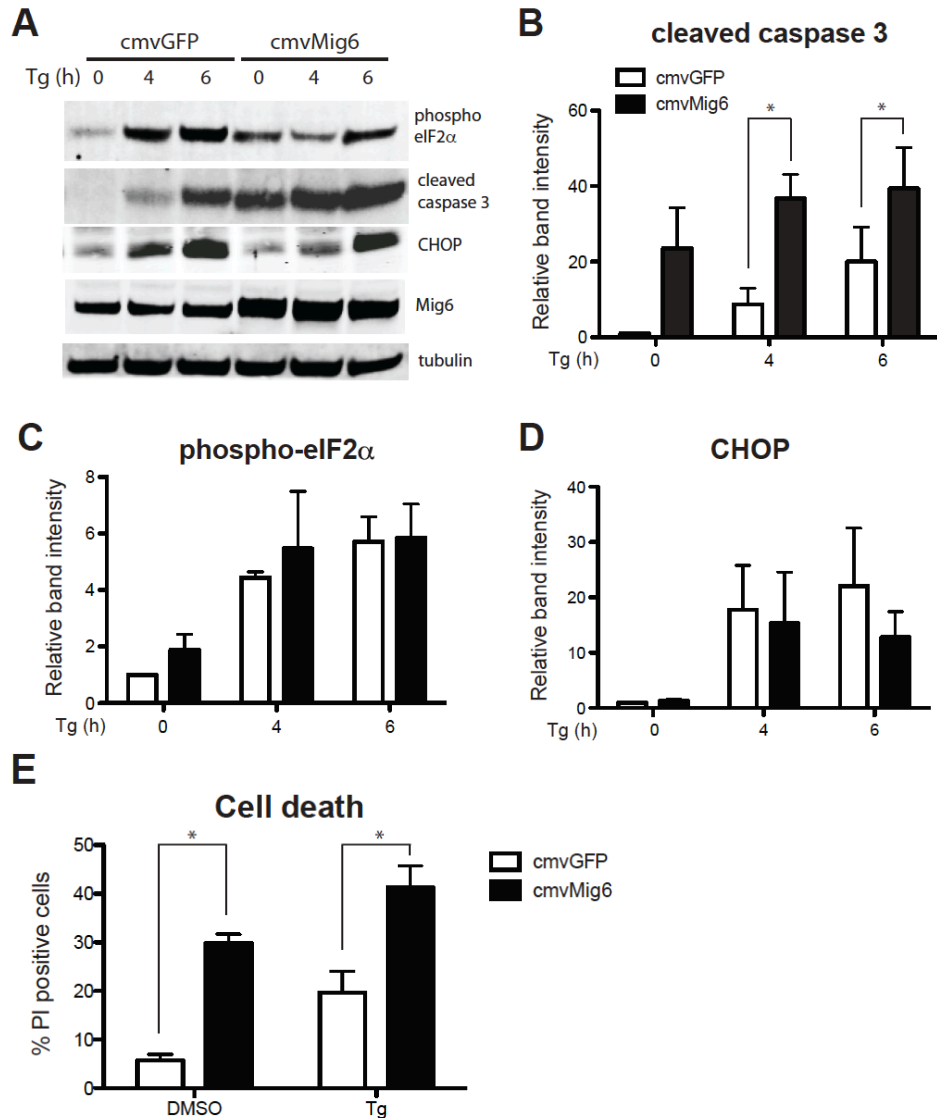 A
cmvGFP cmvMig6
Tg (h) 0 4 6 0 4 6
phospho
eIF2α
cleaved
caspase 3
CHOP
Mig6
tubulin
B
cleaved caspase 3
cmvGFP
cmvMig6
* *
Relative band intensity
60
40
20
0
Tg (h) 0 4 6
C
phospho-eIF2α
Relative band intensity
8
6
4
2
0
Tg (h) 0 4 6
D
CHOP
Relative band intensity
40
30
20
10
0
Tg (h) 0 4 6
E
Cell death
* *
% PI positive cells
50
40
30
20
10
0
DMSO Tg
cmvGFP
cmvMig6